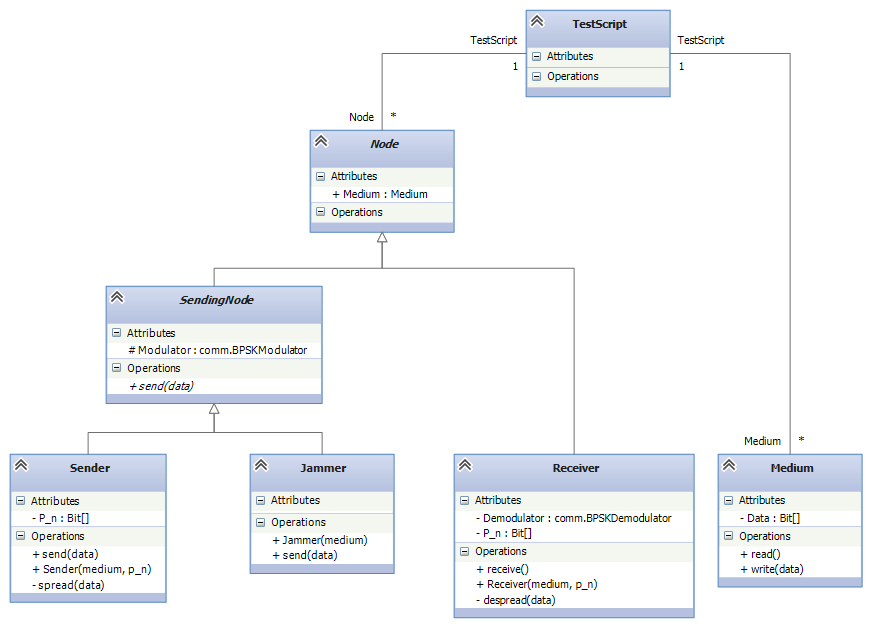 TestScript
TestScript
TestScript
Attributes
1
1
Operations
Node
*
Node
Attributes
+ Medium : Medium
Operations
SendingNode
Attributes
# Modulator : comm.BPSKModulator
Operations
+ send(data)
Medium
*
Sender
Attributes
- P_n : Bit[]
Operations
+ send(data)
+ Sender(medium, p_n)
- spread(data)
Jammer
Attributes
Operations
+ Jammer(medium)
+ send(data)
Receiver
Attributes
- Demodulator : comm.BPSKDemodulator
- P_n : Bit[]
Operations
+ receive()
+ Receiver(medium, p_n)
- despread(data)
Medium
Attributes
- Data : Bit[]
Operations
+ read()
+ write(data)